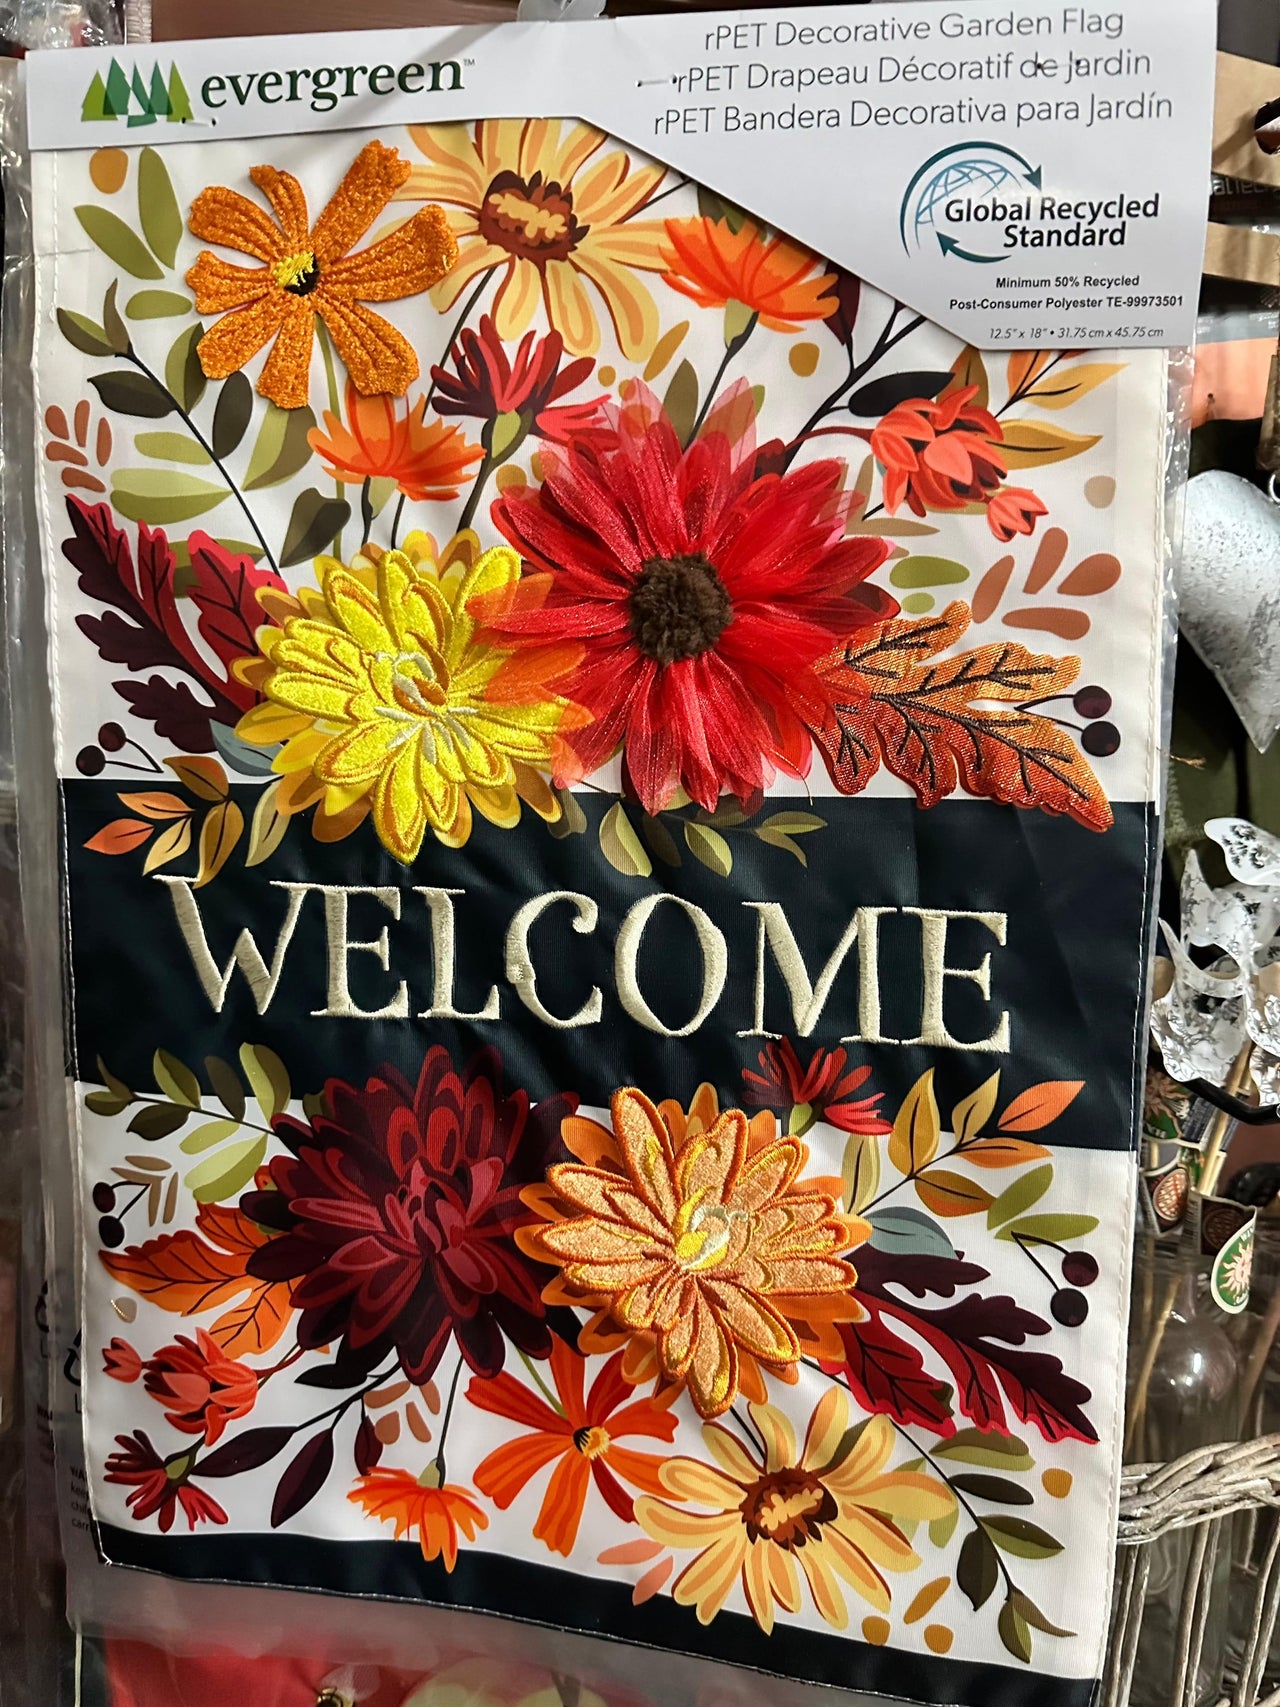 evergreen™
rPET Decorative Garden Flag
rPET Drapeau Décoratif de Jardin
rPET Bandera Decorativa para Jardín
Global Recycled
Standard
Minimum 50% Recycled
Post-Consumer Polyester TE-99973501
12.5" x 18" • 31.75 cm x 45.75 cm
WELCOME